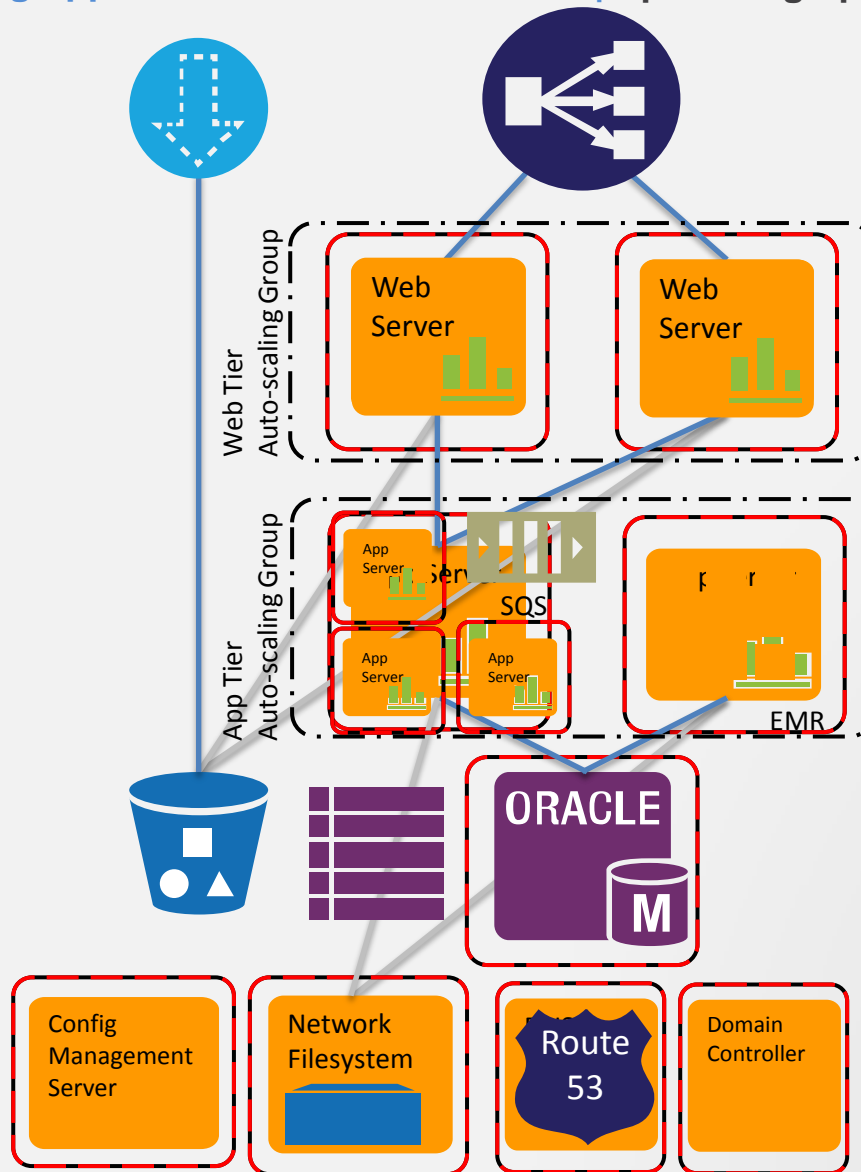 Web
Server
Web
Server
Web Tier
Auto-scaling Group
App
Server
Server
SQS
App
Server
App
Server
EMR
App Tier
Auto-scaling Group
ORACLE
M
Config
Management
Server
Network
Filesystem
Route
53
Domain
Controller